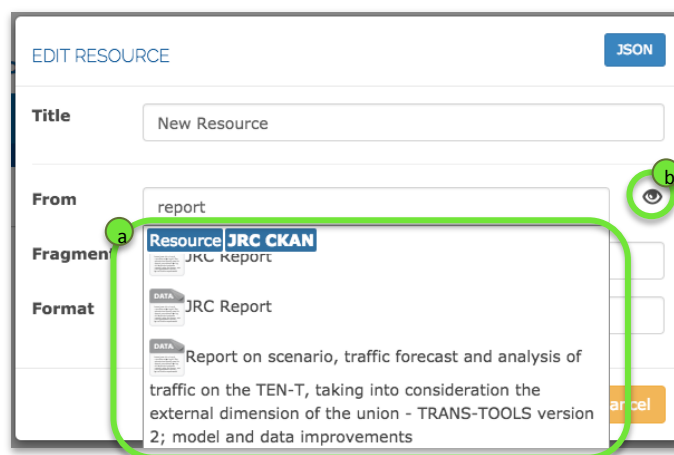 EDIT RESOURCE
JSON
Title
New Resource
From
report
b
a
Resource JRC CKAN
Fragment
JRC Report
Format
DATA
JRC Report
DATA
Report on scenario, traffic forecast and analysis of
traffic on the TEN-T, taking into consideration the
external dimension of the union - TRANS-TOOLS version
2; model and data improvements
ancel